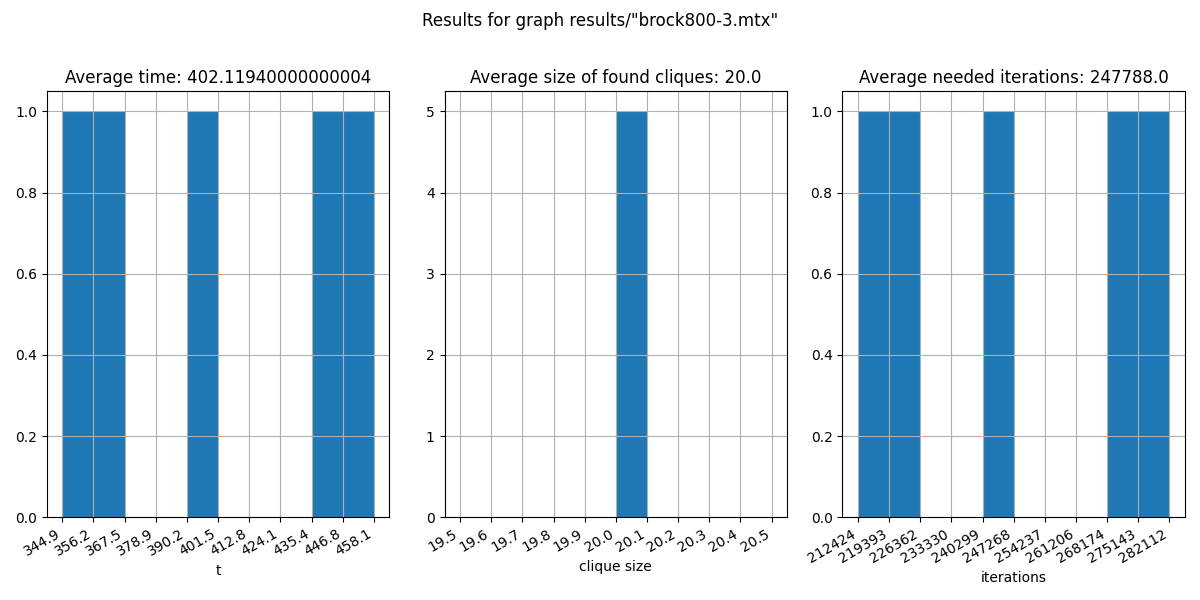 Results for graph results/"brock800-3.mtx"
Average time: 402.11940000000004
1.0
0.8
0.6
0.4
0.2
0.0
344.9 356.2 367.5 378.9 390.2 401.5 412.8 424.1 435.4 446.8 458.1
t
Average size of found cliques: 20.0
5
4
3
2
1
0
19.5 19.6 19.7 19.8 19.9 20.0 20.1 20.2 20.3 20.4 20.5
clique size
Average needed iterations: 247788.0
1.0
0.8
0.6
0.4
0.2
0.0
212424 219393 226362 233330 240299 247268 254237 261206 268174 275143 282112
iterations